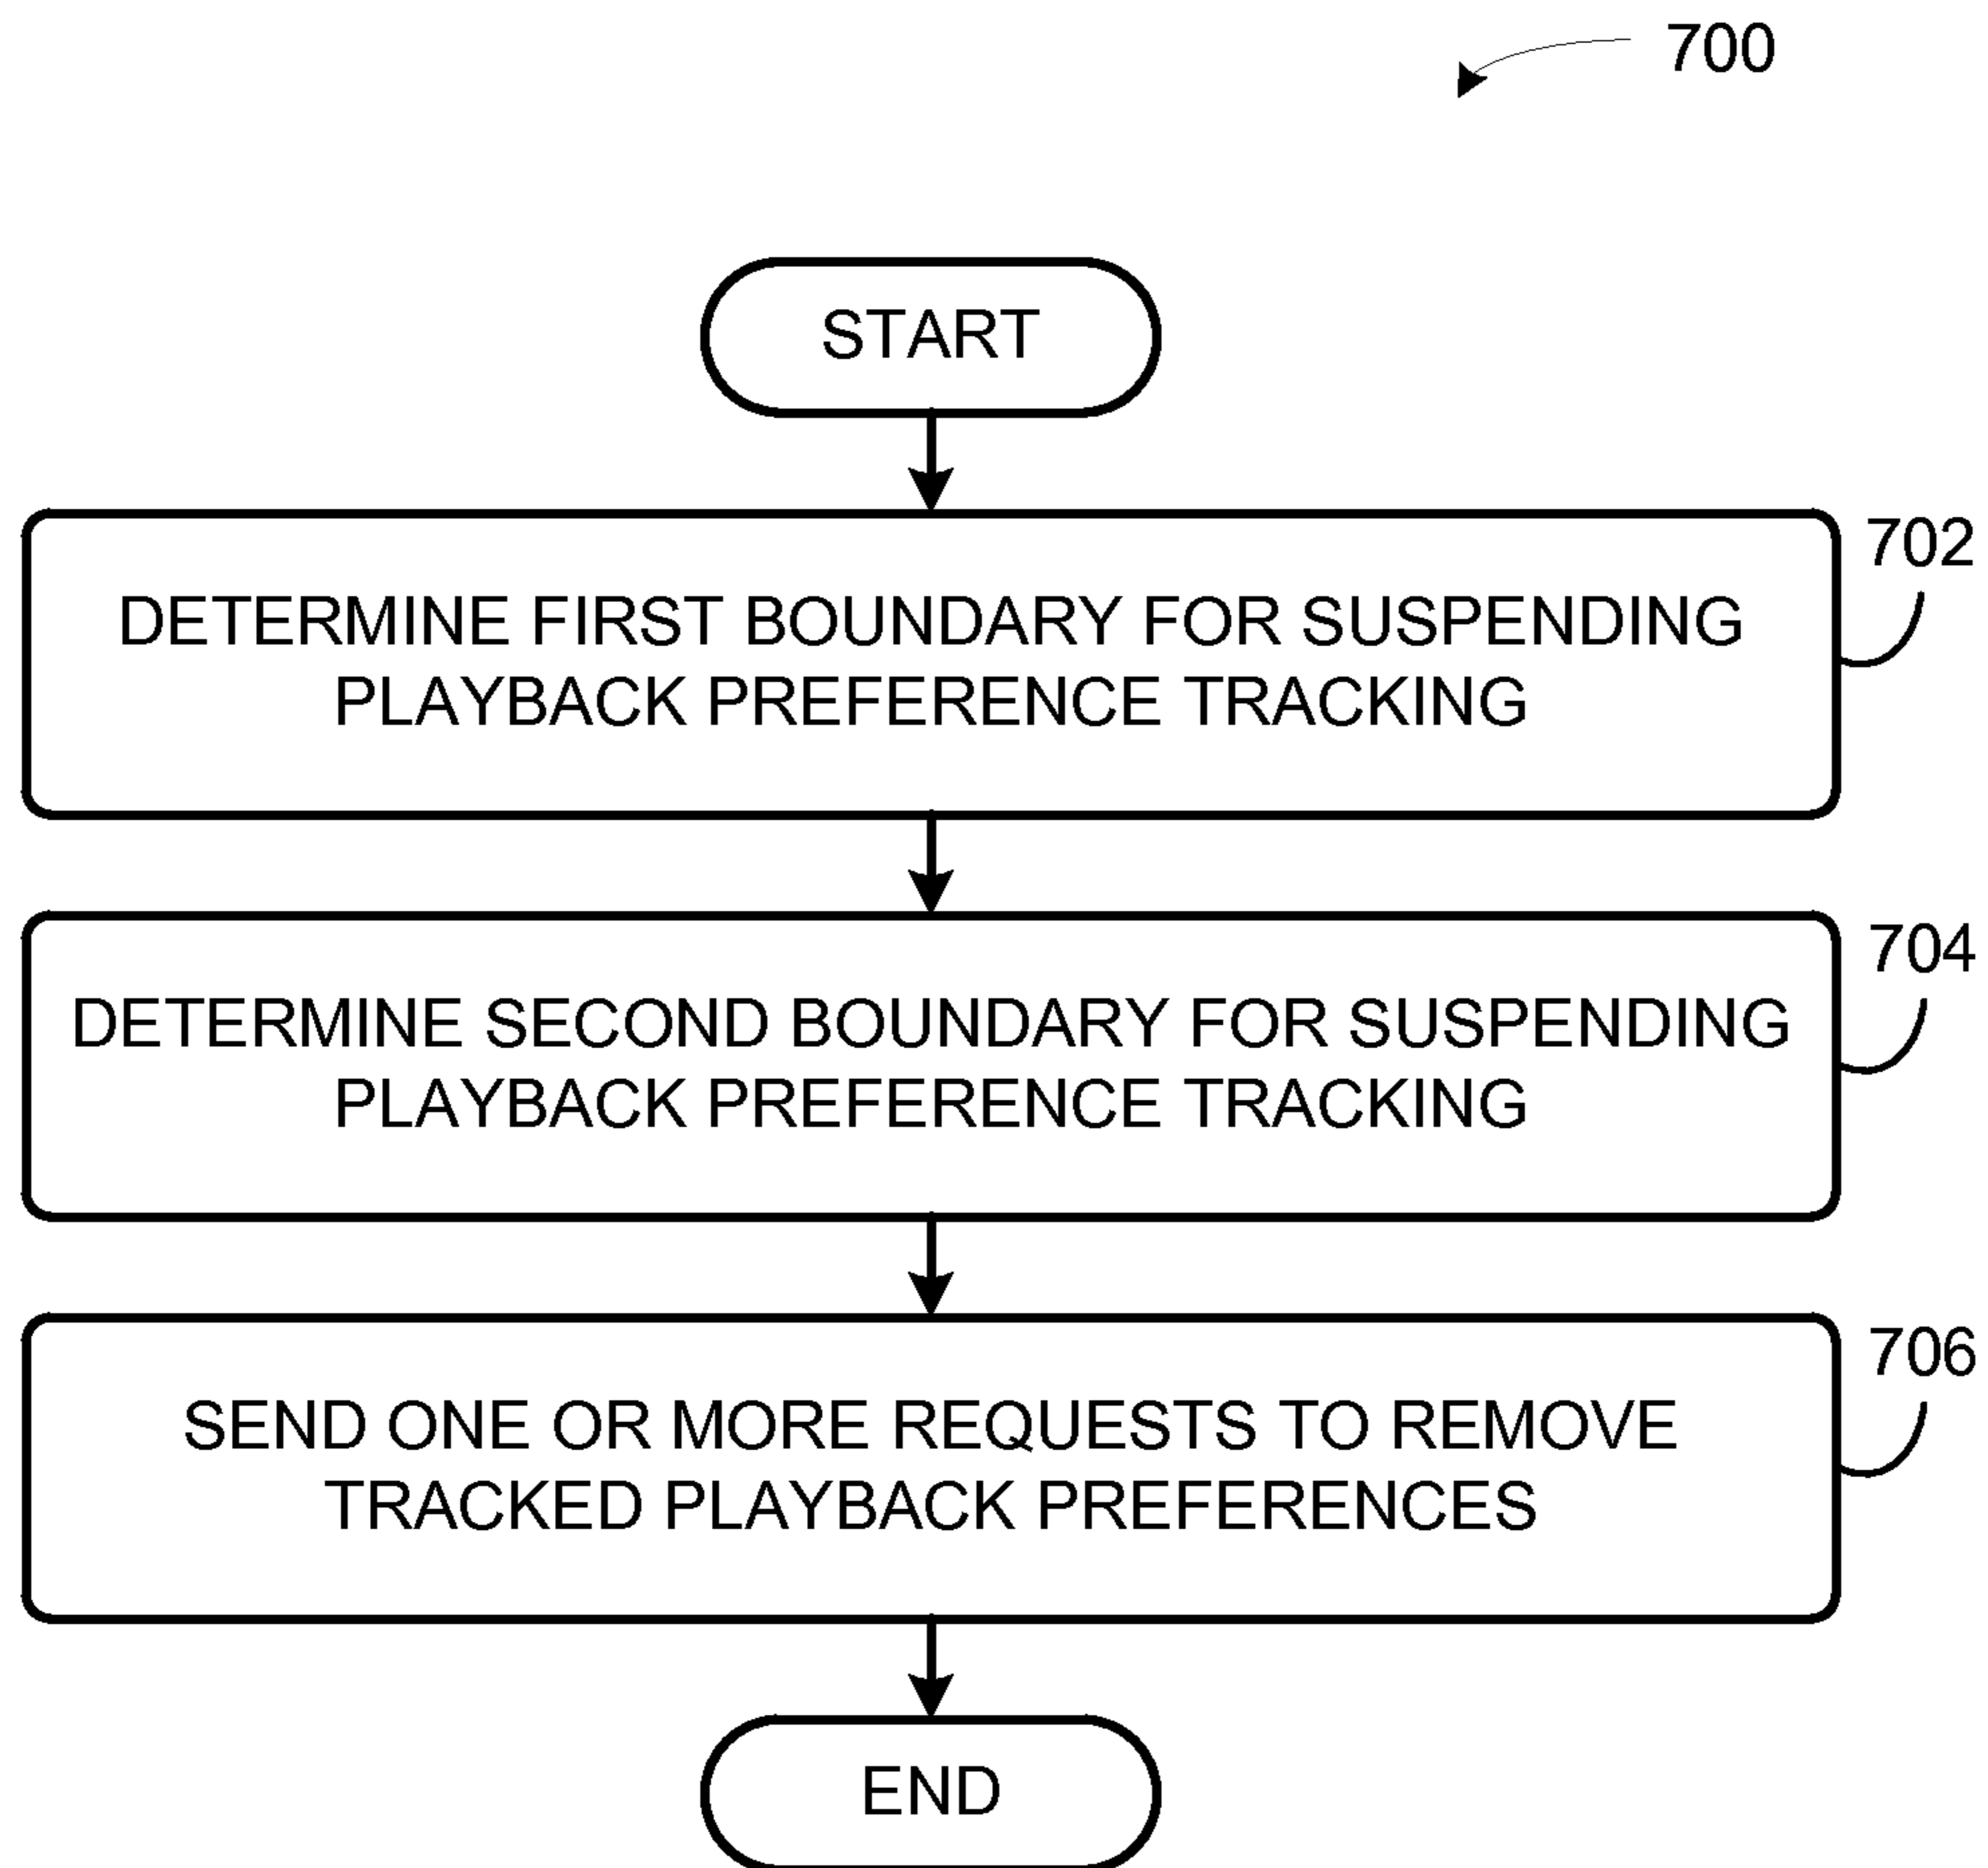 700
START
702
DETERMINE FIRST BOUNDARY FOR SUSPENDING
PLAYBACK PREFERENCE TRACKING
704
DETERMINE SECOND BOUNDARY FOR SUSPENDING
PLAYBACK PREFERENCE TRACKING
706
SEND ONE OR MORE REQUESTS TO REMOVE
TRACKED PLAYBACK PREFERENCES
END